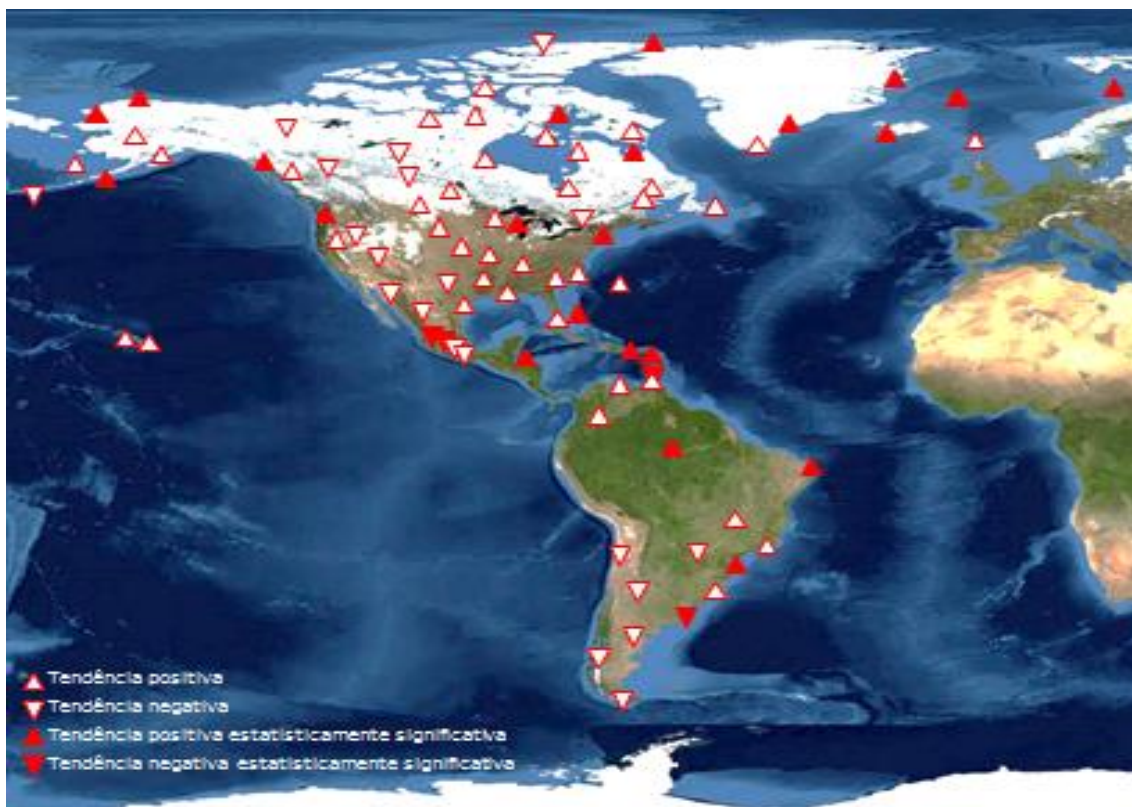 Tendência positiva
Tendência negativa
Tendência positiva estatisticamente significativa
Tendência negativa estatisticamente significativa